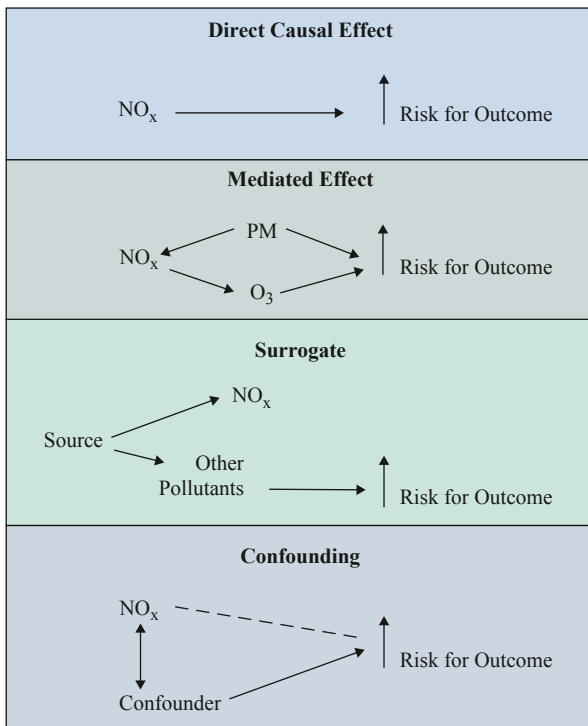 Direct Causal Effect
NOx
Risk for Outcome
Mediated Effect
PM
NOx
Risk for Outcome
O3
Surrogate
NOx
Source
Other
Pollutants
Risk for Outcome
Confounding
NOx
Risk for Outcome
Confounder